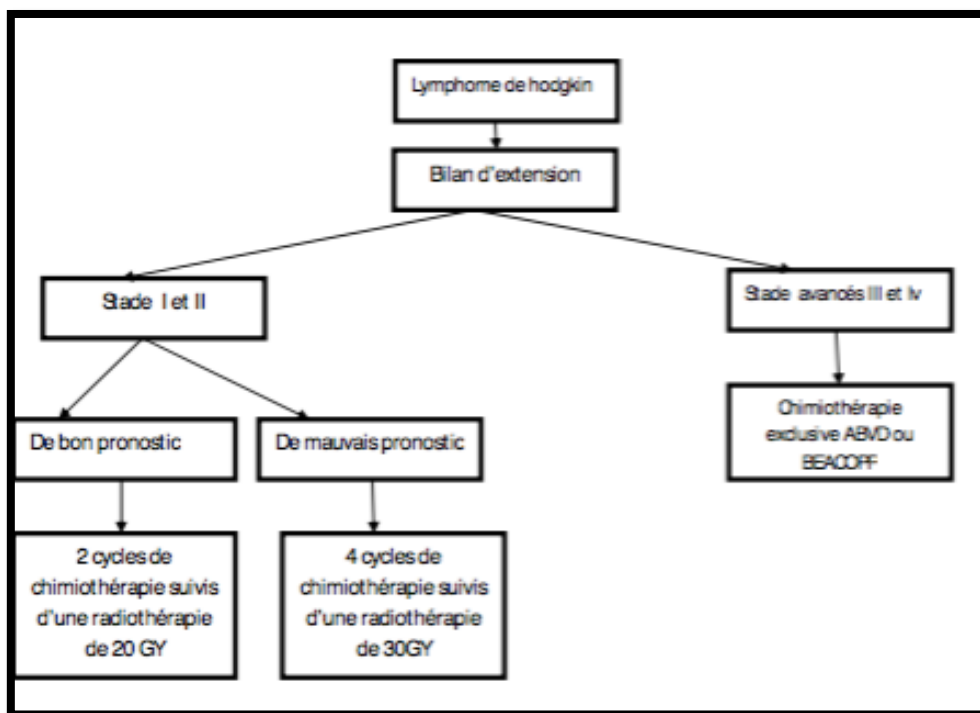 Lymphome de hodgkin
Bilan d'extension
Stade I et II
Stade avancés III et Iv
De bon pronostic
De mauvais pronostic
Chimiothérapie
exclusive ABVD ou
BEACOPF
2 cycles de
chimiothérapie suivis
d'une radiothérapie
de 20 GY
4 cycles de
chimiothérapie suivis
d'une radiothérapie
de 30GY